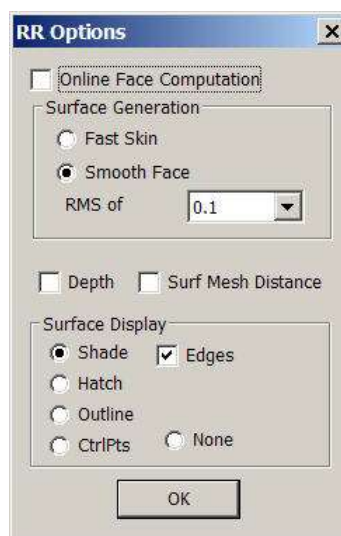 RR Options
Online Face Computation
Surface Generation
Fast Skin
Smooth Face
RMS of 0.1
Depth Surf Mesh Distance
Surface Display
Shade Edges
Hatch
Outline
CtrlPts None
OK